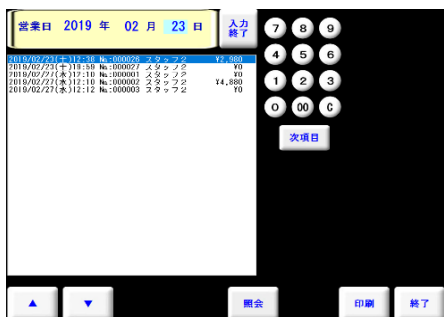 営業日 2019 年 02 月 23 日
入力
終了
7 8 9
4 5 6
1 2 3
0 00 C
次項目
2019/02/23(土)12:38 No:000026 スタッフ2 ¥2,980
2019/02/23(土)18:59 No:000027 スタッフ2 ¥0
2019/02/27(水)12:10 No:000001 スタッフ2 ¥0
2019/02/27(水)12:10 No:000002 スタッフ2 ¥4,880
2019/02/27(水)12:12 No:000003 スタッフ2 ¥0
▲ ▼ 照会 印刷 終了